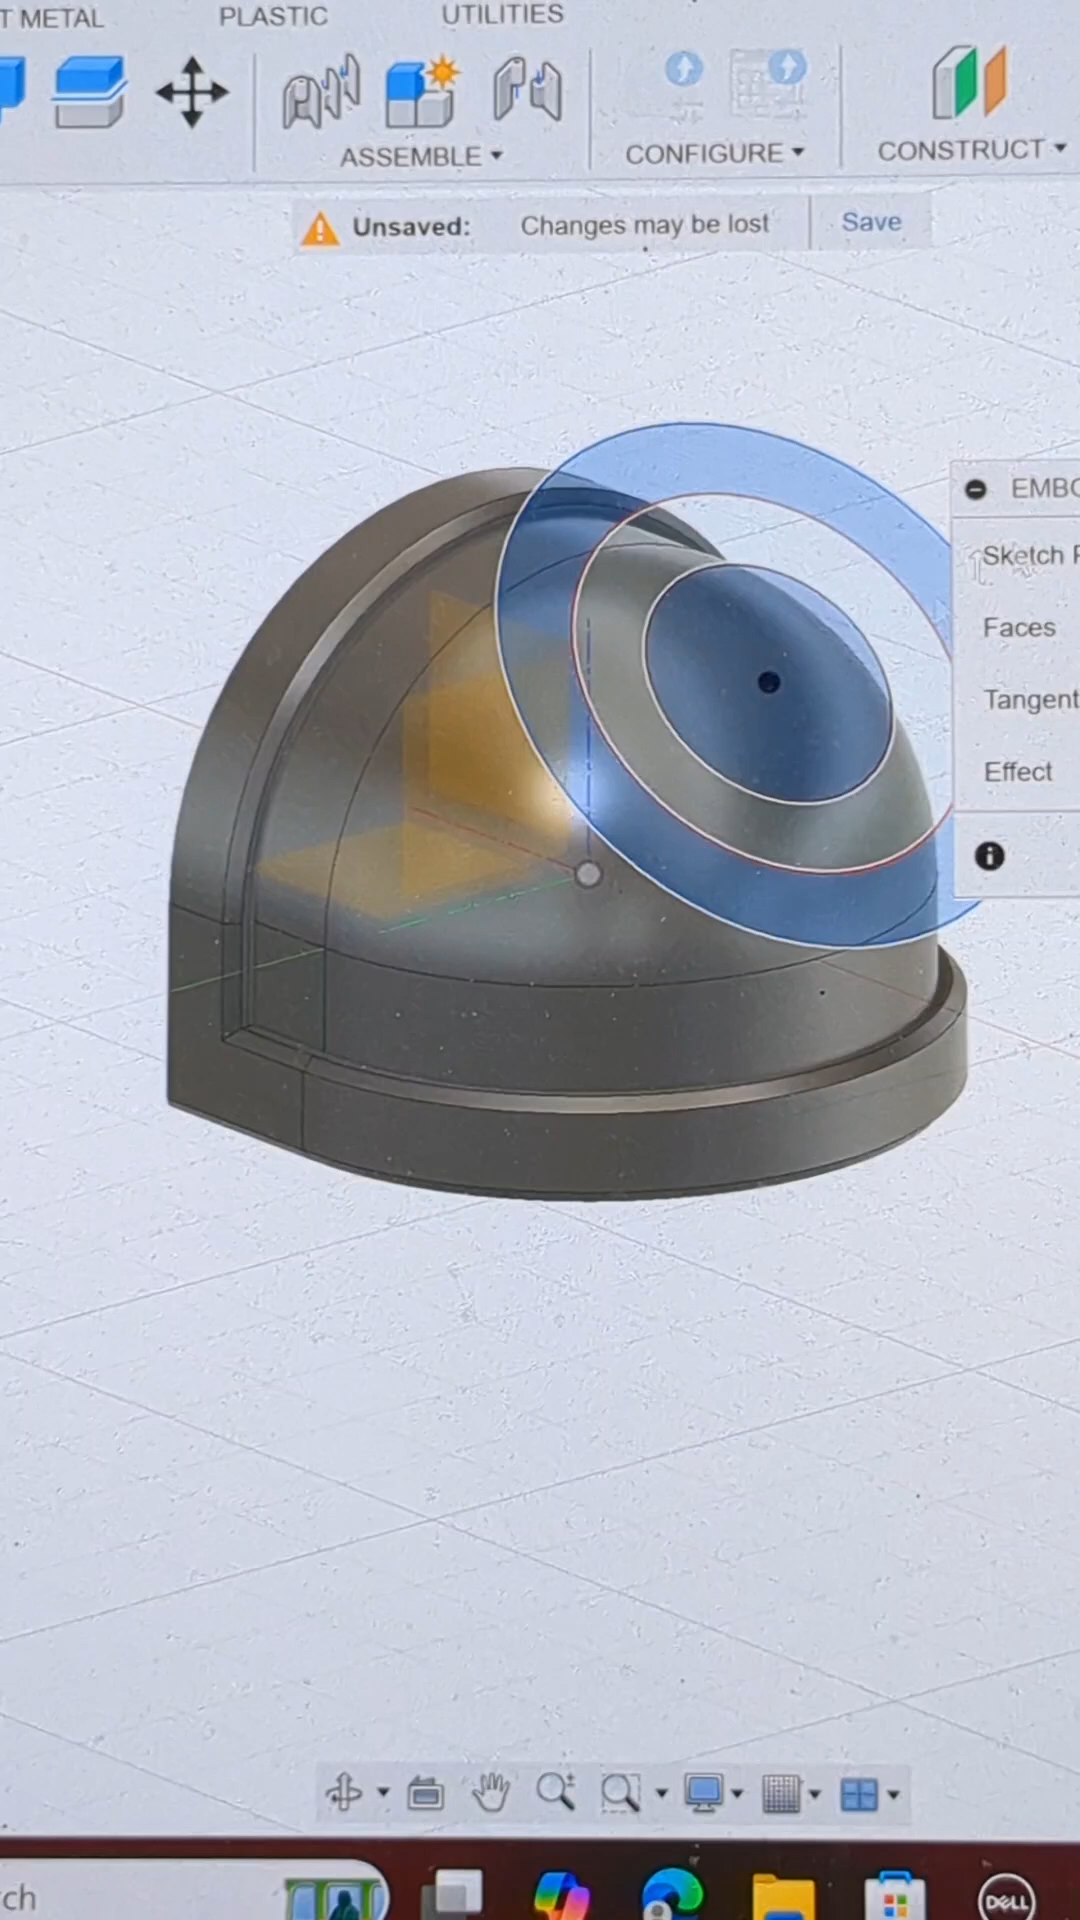 T METAL
PLASTIC
UTILITIES
ASSEMBLE
CONFIGURE
CONSTRUCT
Unsaved:
Changes may be lost
Save
EMBO
Sketch P
Faces
Tangent
Effect
ch
DELL